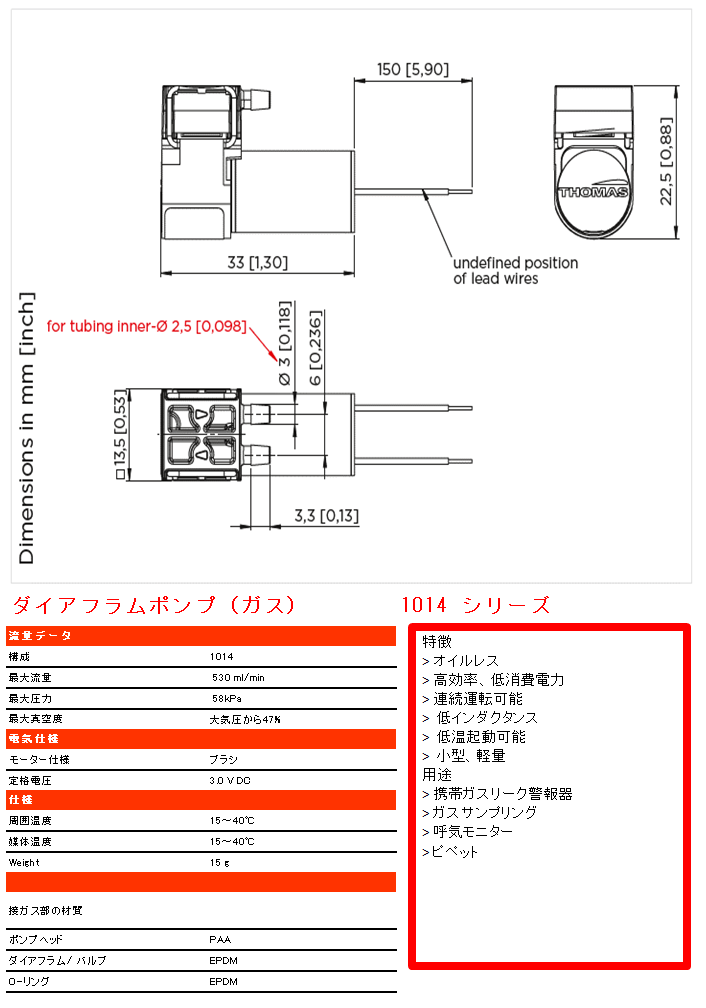 150 [5,90]
22,5 [0,88]
THOMAS
33 [1,30]
undefined position
of lead wires
Dimensions in mm [inch]
for tubing inner-Ø 2,5 [0,098]
Ø 3 [0,118]
6 [0,236]
□13,5 [0,53]
3,3 [0,13]
ダイアフラムポンプ (ガス)
1014 シリーズ
流量データ
構成 1014
最大流量 530 ml/min
最大圧力 58kPa
最大真空度 大気圧から47%
電気仕様
モーター仕様 ブラシ
定格電圧 3.0 V DC
仕様
周囲温度 15～40℃
媒体温度 15～40℃
Weight 15 g
接ガス部の材質
ポンプヘッド PAA
ダイアフラム/ バルブ EPDM
O-リング EPDM
特徴
> オイルレス
> 高効率、低消費電力
> 連続運転可能
> 低インダクタンス
> 低温起動可能
> 小型、軽量
用途
> 携帯ガスリーク警報器
>ガスサンプリング
> 呼気モニター
>ピペット